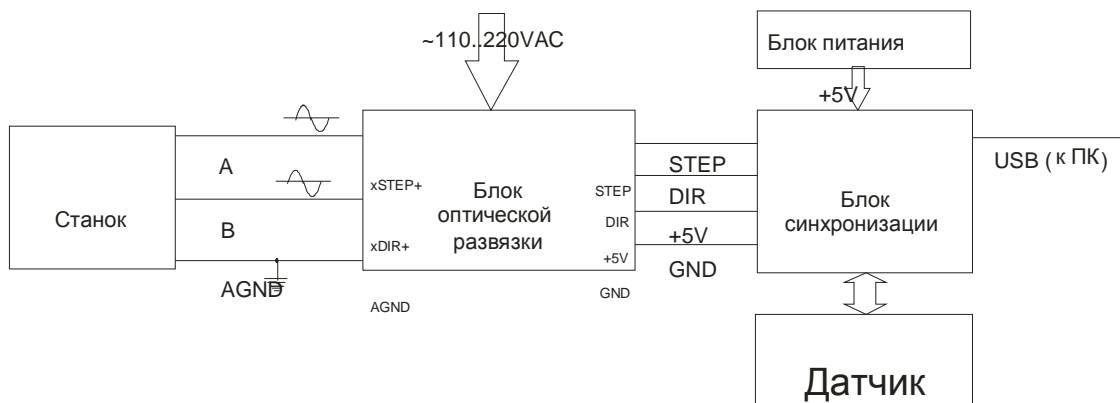 ~110..220VAC
Блок питания
+5V
Станок
A
B
AGND
xSTEP+
xDIR+
AGND
Блок
оптической
развязки
STEP
DIR
+5V
GND
STEP
DIR
+5V
GND
Блок
синхронизации
USB ( к ПК)
Датчик